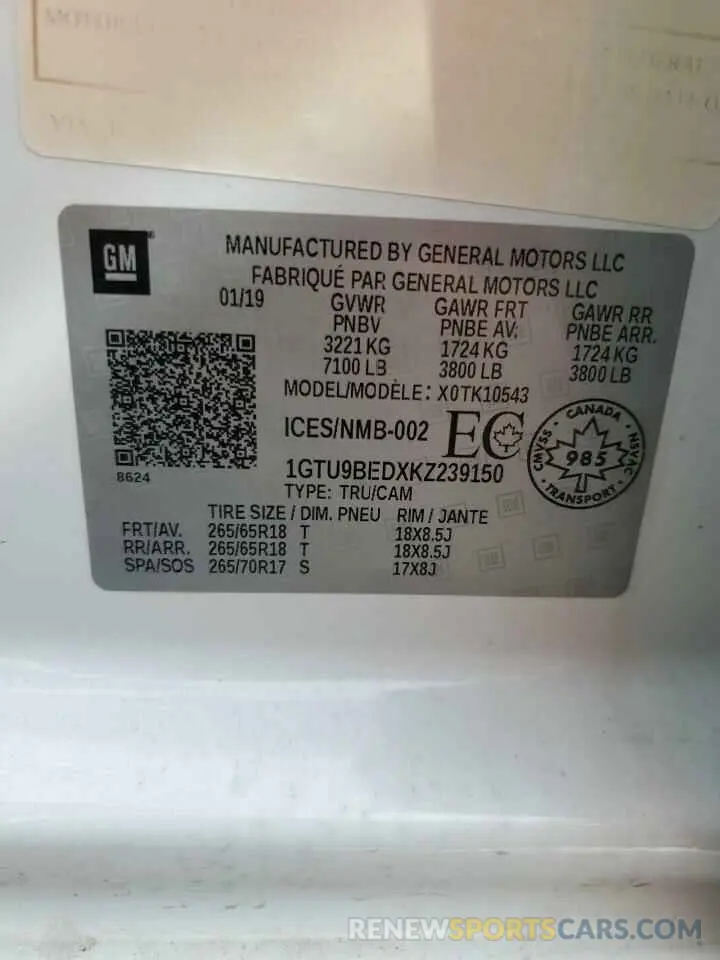 GM
MANUFACTURED BY GENERAL MOTORS LLC
FABRIQUÉ PAR GENERAL MOTORS LLC
01/19 GVWR GAWR FRT GAWR RR
PNBV PNBE AV. PNBE ARR.
3221 KG 1724 KG 1724 KG
7100 LB 3800 LB 3800 LB
MODEL/MODÈLE: X0TK10543
ICES/NMB-002 EC
CANADA
CMVSS 985 NSVAC
TRANSPORT
8624
1GTU9BEDXKZ239150
TYPE: TRU/CAM
TIRE SIZE / DIM. PNEU RIM / JANTE
FRT/AV. 265/65R18 T 18X8.5J
RR/ARR. 265/65R18 T 18X8.5J
SPA/SOS 265/70R17 S 17X8J
RENEWSPORTSCARS.COM